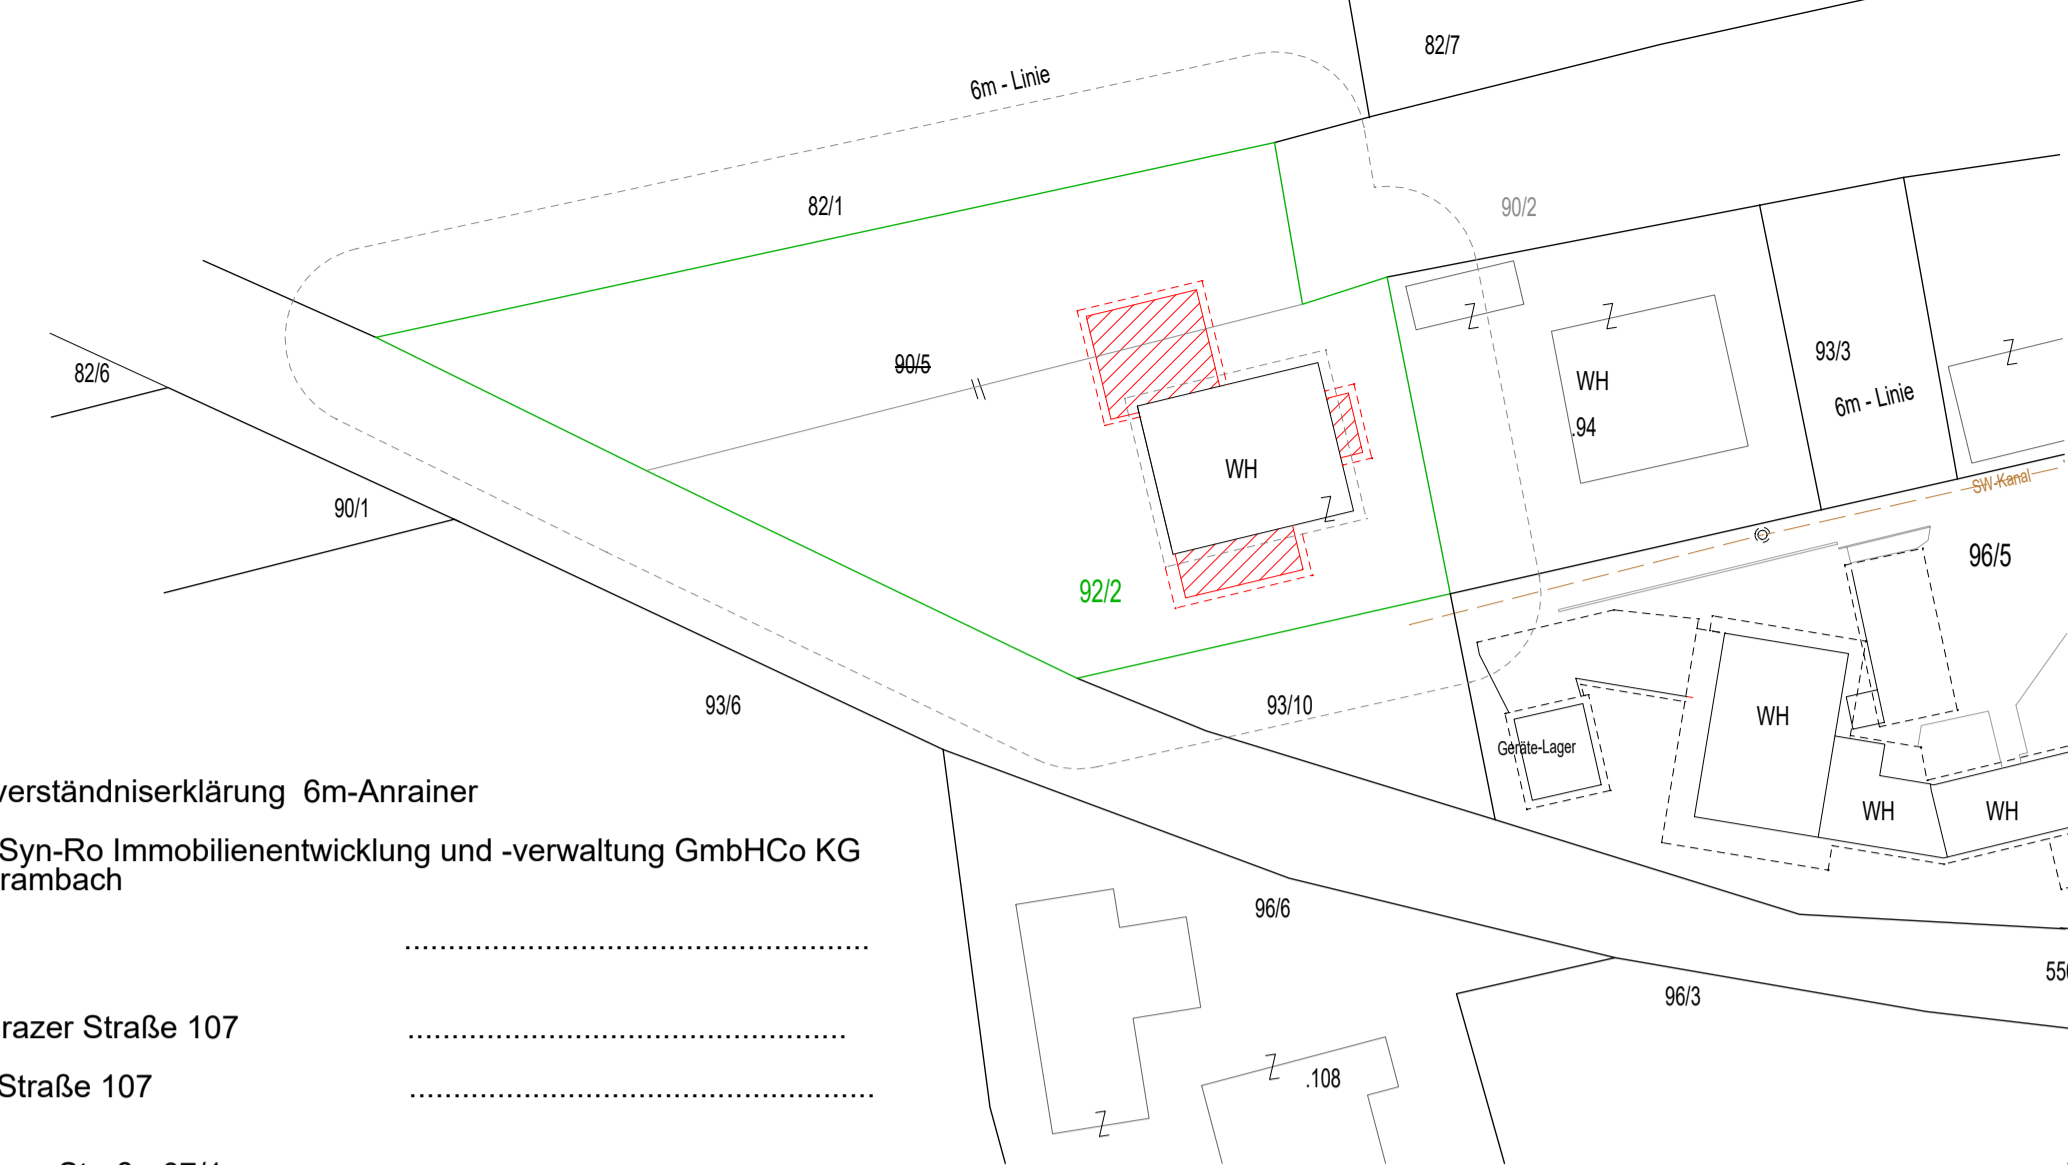 82/7
6m - Linie
82/1
90/2
82/6
90/5
WH
.94
93/3
6m - Linie
WH
SW-Kanal
90/1
92/2
96/5
93/6
93/10
Geräte-Lager
WH
WH
WH
verständniserklärung 6m-Anrainer
Syn-Ro Immobilienentwicklung und -verwaltung GmbHCo KG
rambach
96/6
96/3
razer Straße 107
Straße 107
.108